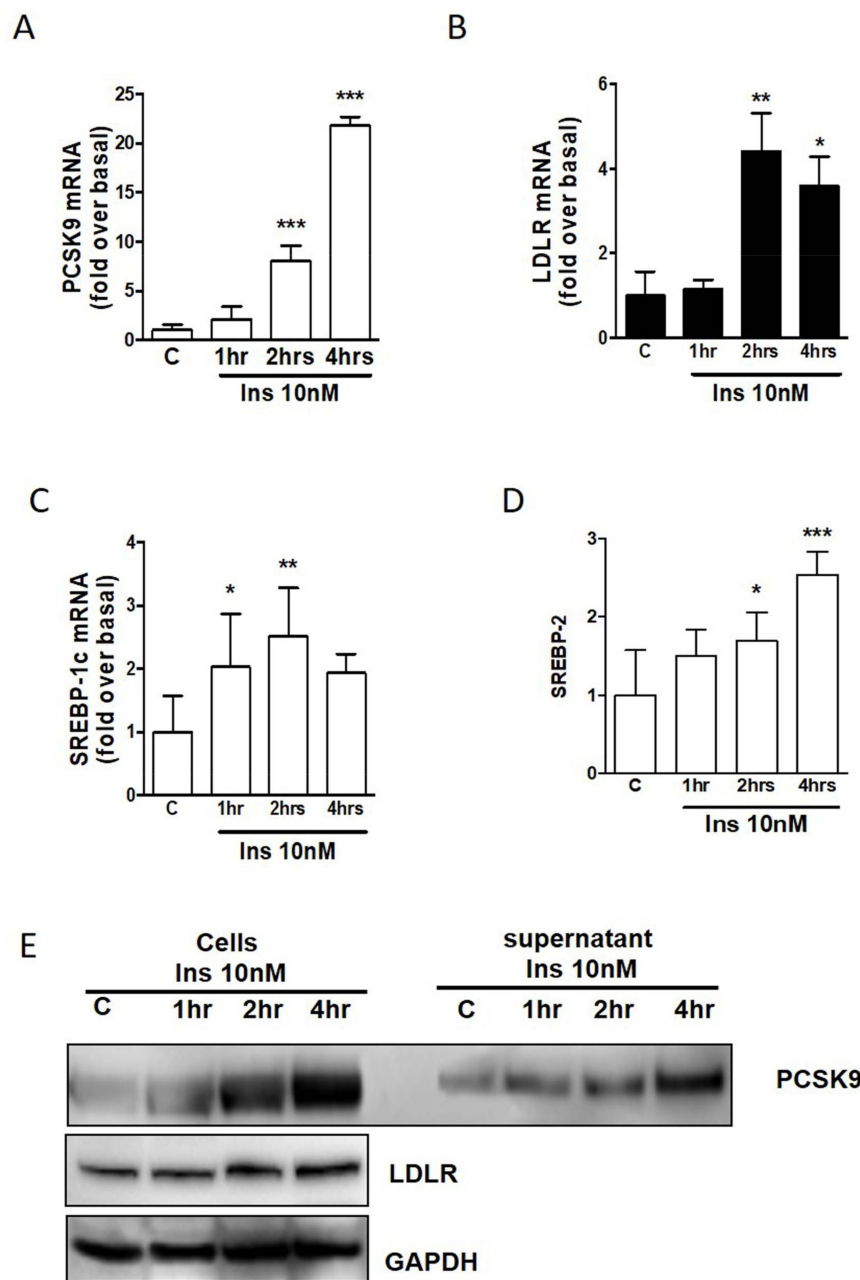 A
PCSK9 mRNA
(fold over basal)
25
20
15
10
5
0
***
***
C 1hr 2hrs 4hrs
Ins 10nM
B
LDLR mRNA
(fold over basal)
6
4
2
0
**
*
C 1hr 2hrs 4hrs
Ins 10nM
C
SREBP-1c mRNA
(fold over basal)
4
3
2
1
0
*
**
C 1hr 2hrs 4hrs
Ins 10nM
D
SREBP-2
3
2
1
0
*
***
C 1hr 2hrs 4hrs
Ins 10nM
E
Cells
Ins 10nM
C 1hr 2hr 4hr
supernatant
Ins 10nM
C 1hr 2hr 4hr
PCSK9
LDLR
GAPDH